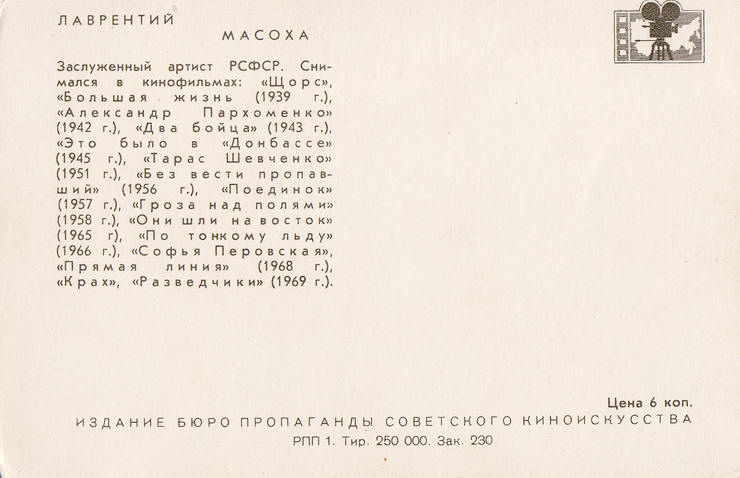 ЛАВРЕНТИЙ
МАСОХА
Заслуженный артист РСФСР. Сни-
мался в кинофильмах: «Щорс»,
«Большая жизнь (1939 г.),
«Александр Пархоменко»
(1942 г.), «Два бойца» (1943 г.),
«Это было в «Донбассе»
(1945 г.), «Тарас Шевченко»
(1951 г.), «Без вести пропав-
ший» (1956 г.), «Поединок»
(1957 г.), «Гроза над полями»
(1958 г.), «Они шли на восток»
(1965 г), «По тонкому льду»
(1966 г.), «Софья Перовская»,
«Прямая линия» (1968 г.),
«Крах», «Разведчики» (1969 г.).
Цена 6 коп.
ИЗДАНИЕ БЮРО ПРОПАГАНДЫ СОВЕТСКОГО КИНОИСКУССТВА
РПП 1. Тир. 250 000. Зак. 230